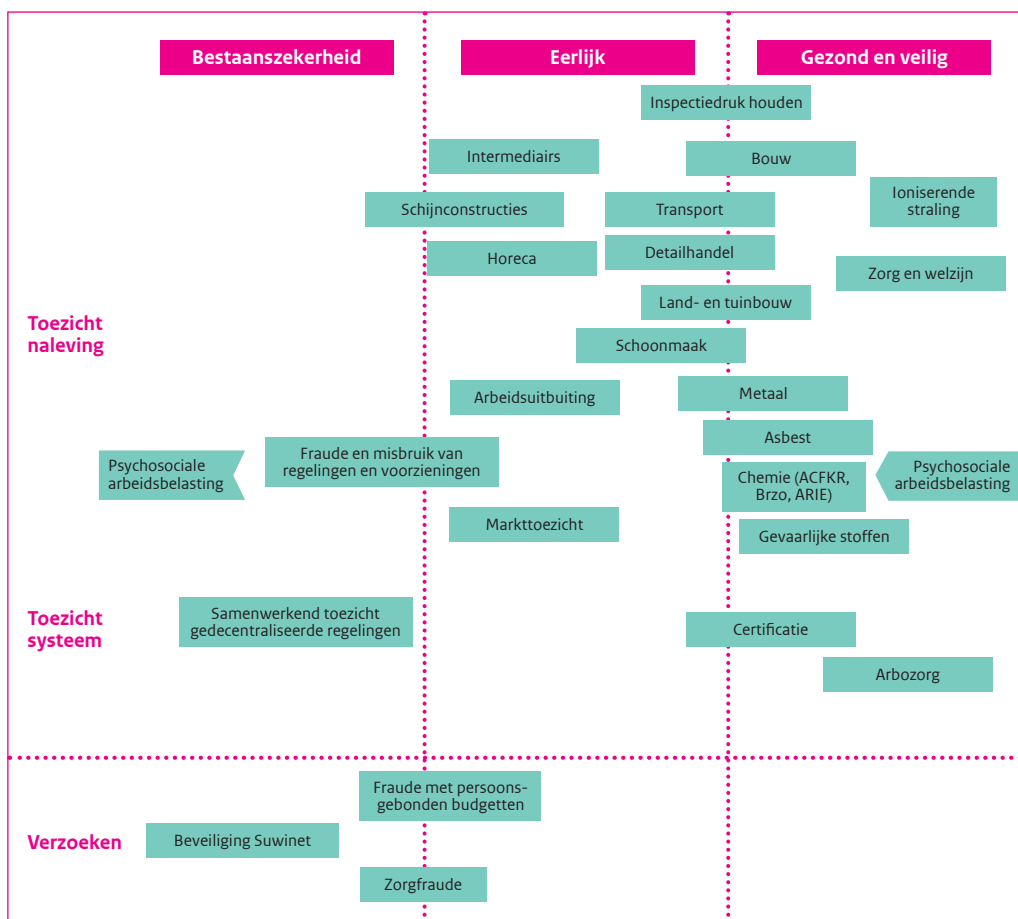 Bestaanszekerheid
Eerlijk
Gezond en veilig
Inspectiedruk houden
Intermediairs
Bouw
Ioniserende
straling
Schijnconstructies
Transport
Horeca
Detailhandel
Zorg en welzijn
Land- en tuinbouw
Toezicht
naleving
Schoonmaak
Arbeidsuitbuiting
Metaal
Asbest
Psychosociale
arbeidsbelasting
Fraude en misbruik van
regelingen en voorzieningen
Chemie (ACFKR,
Brzo, ARIE)
Psychosociale
arbeidsbelasting
Markttoezicht
Gevaarlijke stoffen
Toezicht
systeem
Samenwerkend toezicht
gedecentraliseerde regelingen
Certificatie
Arbozorg
Fraude met persoons-
gebonden budgetten
Verzoeken
Beveiliging Suwinet
Zorgfraude